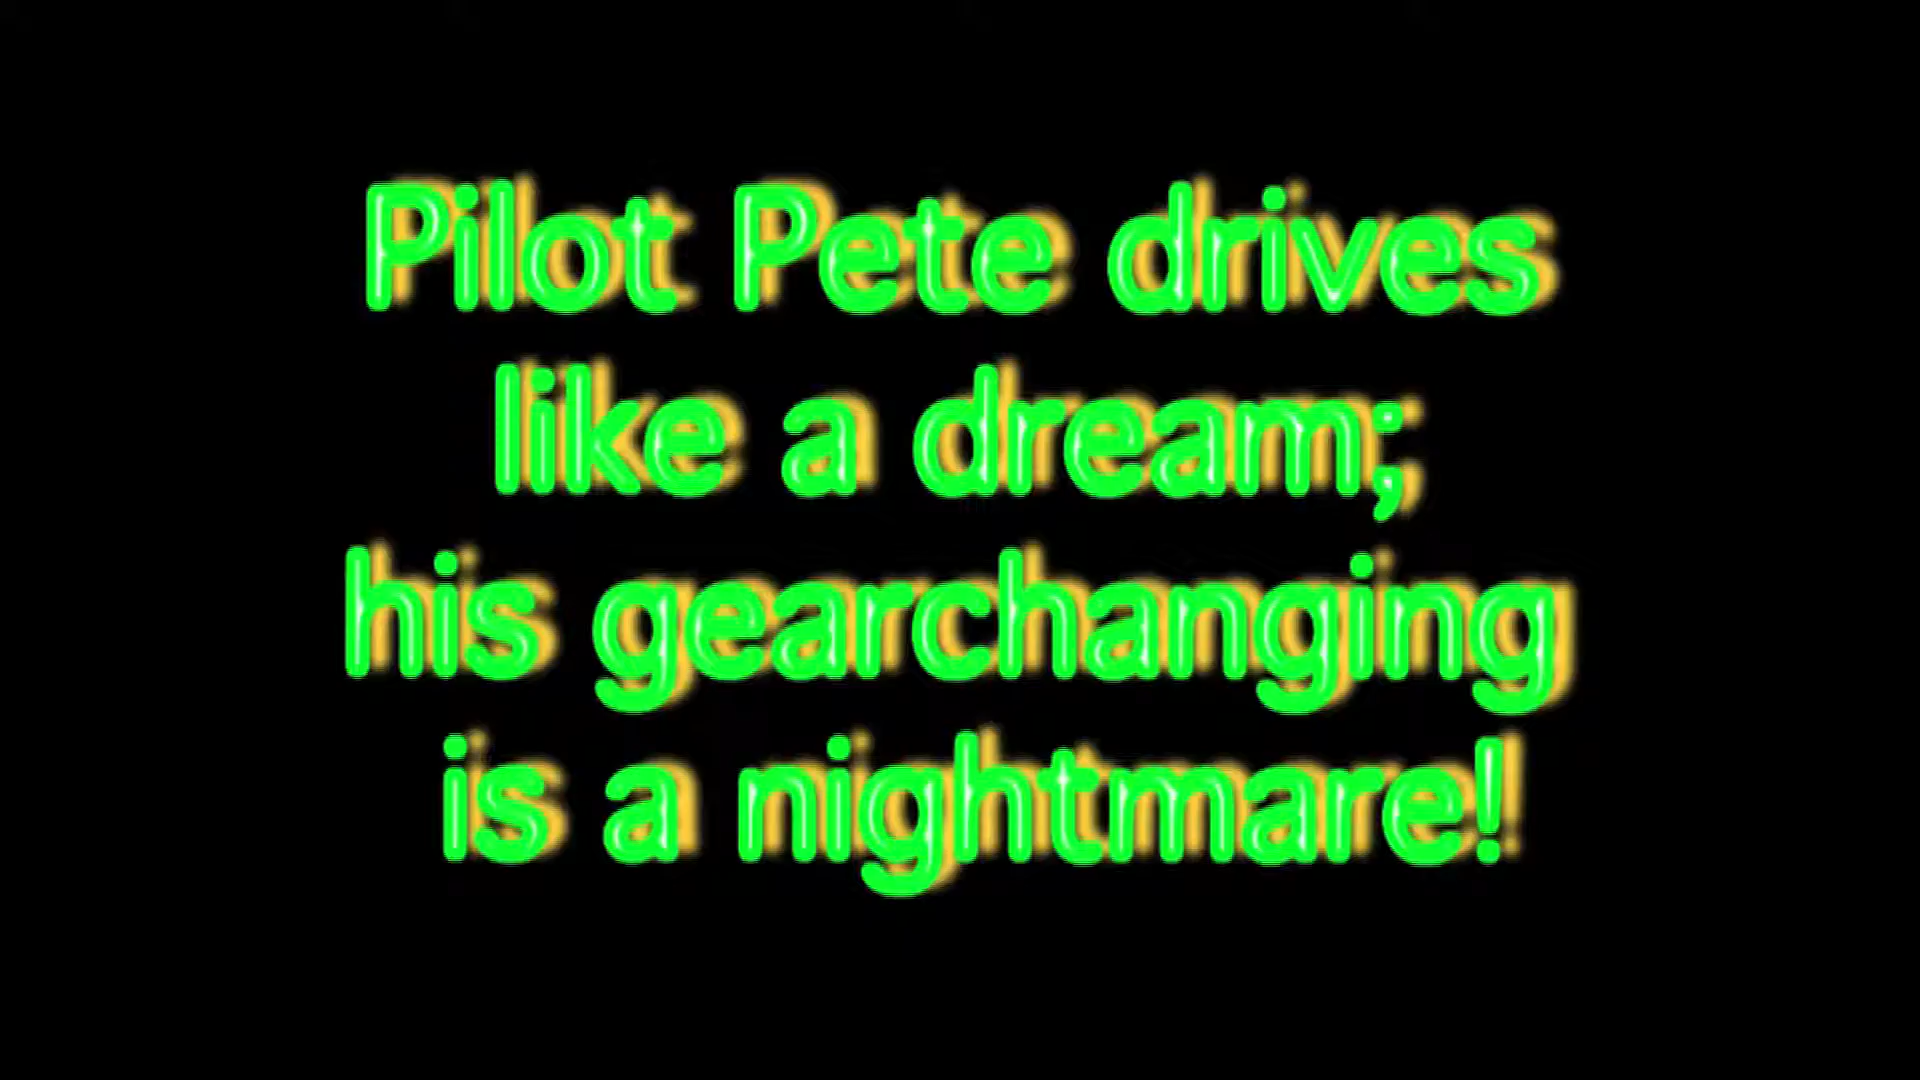 Pilot Pete drives
like a dream;
his gearchanging
is a nightmare!